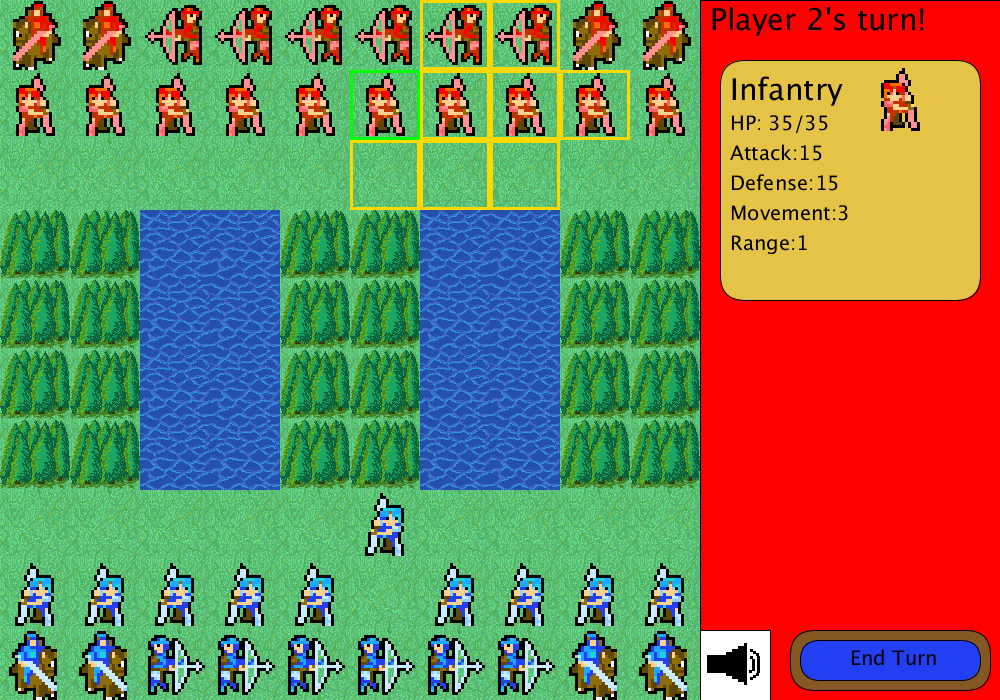 Player 2's turn!
Infantry
HP: 35/35
Attack:15
Defense:15
Movement:3
Range:1
End Turn